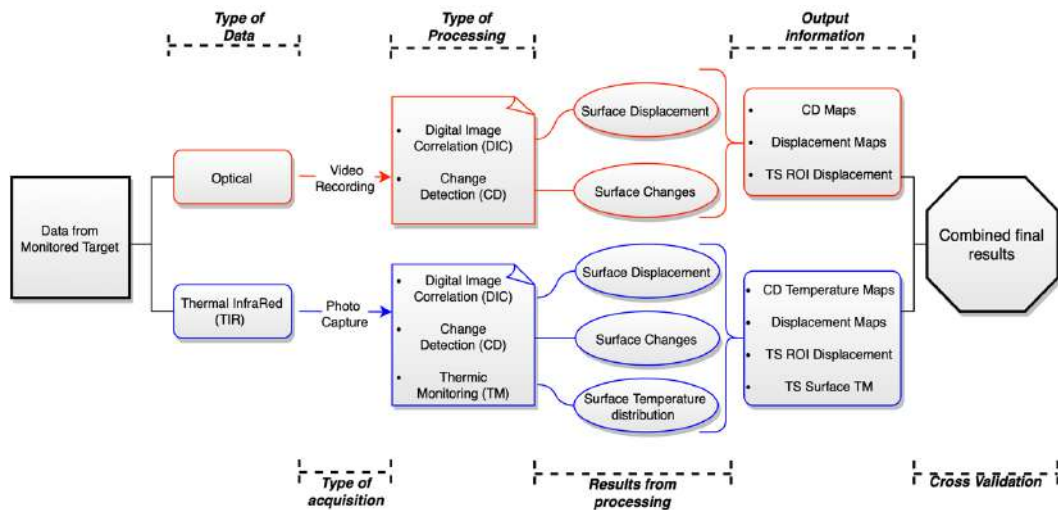 Type of
Data
Type of
Processing
Output
information
Data from
Monitored Target
Optical
Video
Recording
• Digital Image
Correlation (DIC)
• Change
Detection (CD)
Surface Displacement
Surface Changes
• CD Maps
• Displacement Maps
• TS ROI Displacement
Thermal InfraRed
(TIR)
Photo
Capture
• Digital Image
Correlation (DIC)
• Change
Detection (CD)
• Thermic
Monitoring (TM)
Surface Displacement
Surface Changes
Surface Temperature
distribution
• CD Temperature Maps
• Displacement Maps
• TS ROI Displacement
• TS Surface TM
Combined final
results
Type of
acquisition
Results from
processing
Cross Validation